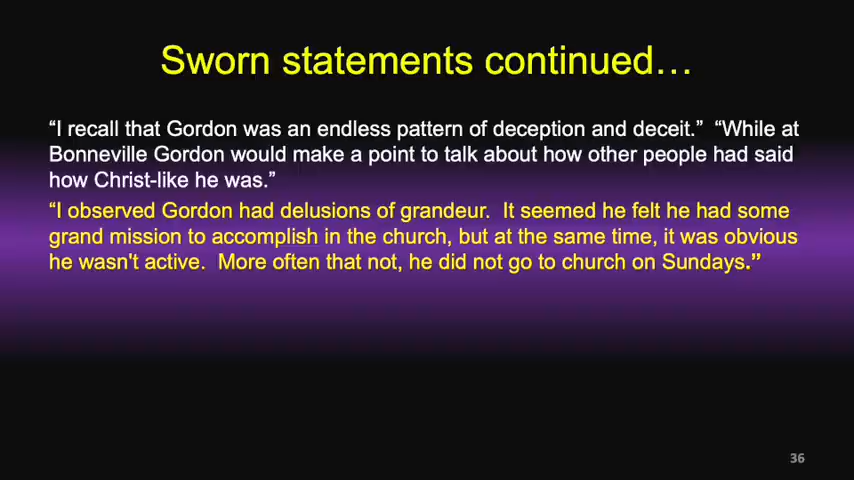 Sworn statements continued…
“I recall that Gordon was an endless pattern of deception and deceit.”  “While at
Bonneville Gordon would make a point to talk about how other people had said
how Christ-like he was.”
“I observed Gordon had delusions of grandeur.  It seemed he felt he had some
grand mission to accomplish in the church, but at the same time, it was obvious
he wasn't active.  More often that not, he did not go to church on Sundays.”
36